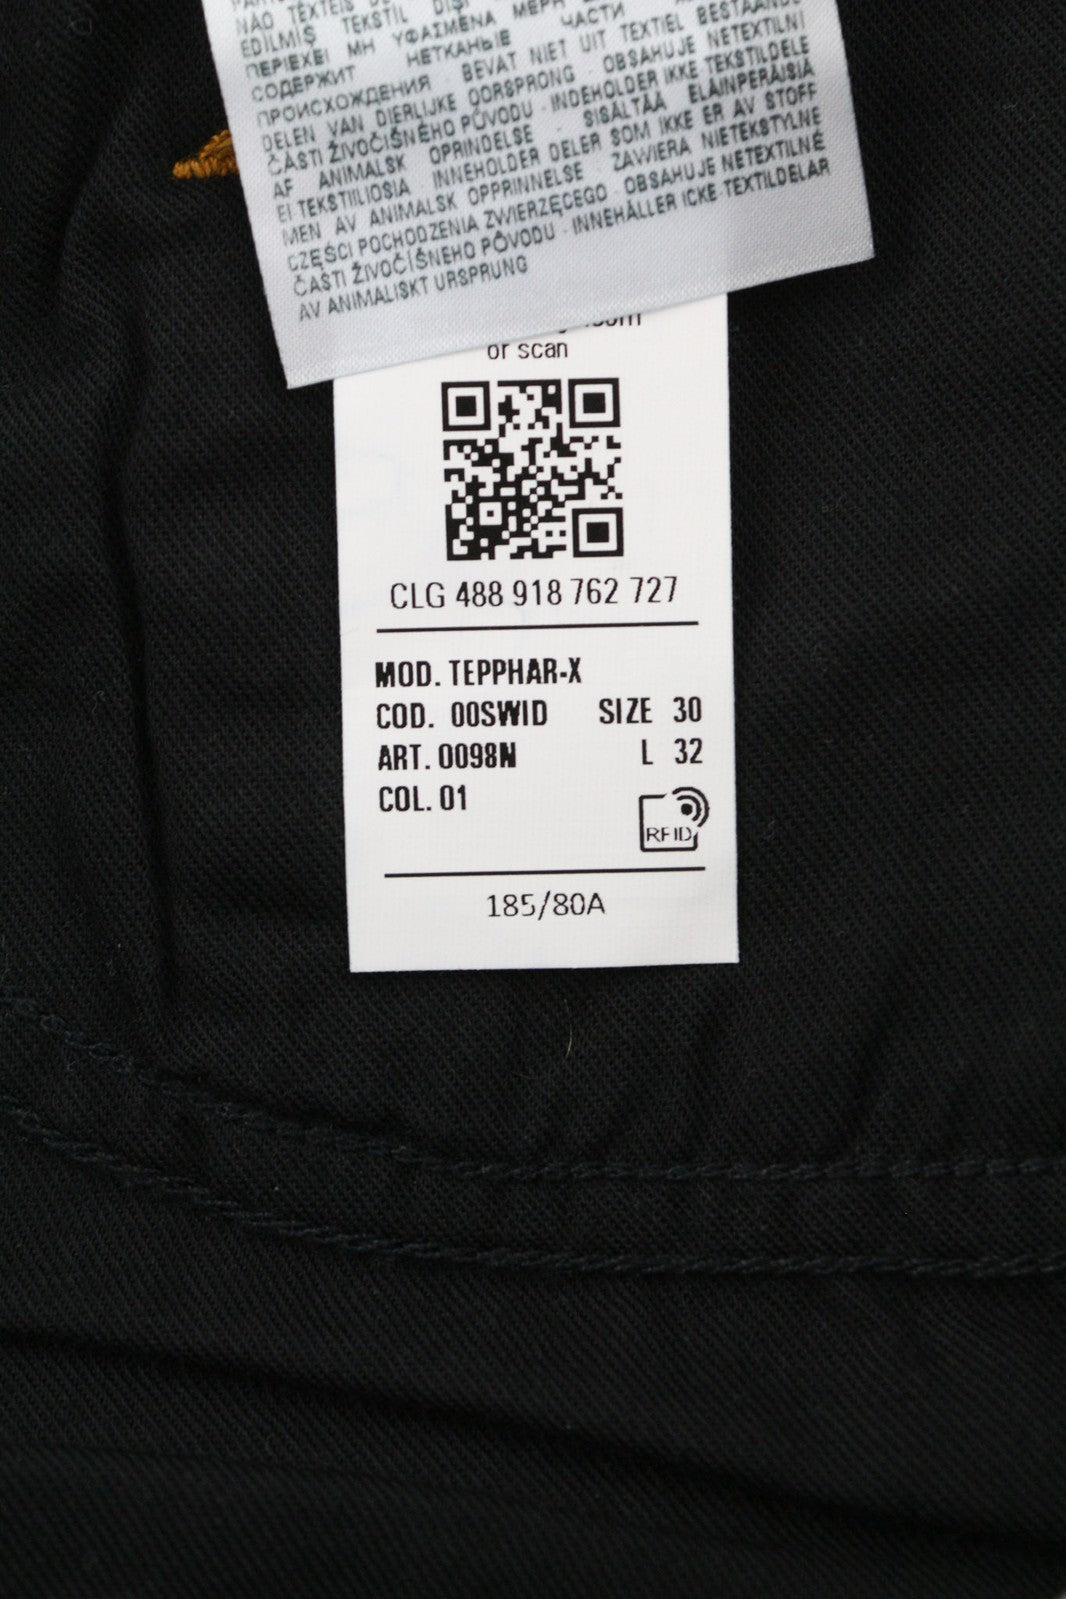 NÃO TÊXTEIS
EDILMIŞ TEKSTIL DIŞI
ΠΕΡΙΕΧΕΙ ΜΗ ΥΦΑΣΜΕΝΑ ΜΕΡΗ
СОДЕРЖИТ НЕТКАНЫЕ ЧАСТИ
ПРОИСХОЖДЕНИЯ · BEVAT NIET UIT TEXTIEL BESTAANDE
DELEN VAN DIERLIJKE OORSPRONG · OBSAHUJE NETEXTILNÍ
ČÁSTI ŽIVOČIŠNÉHO PŮVODU · INDEHOLDER IKKE TEKSTILDELE
AF ANIMALSK OPRINDELSE · SISÄLTÄÄ ELÄINPERÄISIÄ
EI TEKSTIILIOSIA · INNEHOLDER DELER SOM IKKE ER AV STOFF
MEN AV ANIMALSK OPPRINNELSE · ZAWIERA NIETEKSTYLNE
CZĘŚCI POCHODZENIA ZWIERZĘCEGO · OBSAHUJE NETEXTILNÉ
ČASTI ŽIVOČÍŠNEHO PÔVODU · INNEHÅLLER ICKE TEXTILDELAR
AV ANIMALISKT URSPRUNG
or scan
CLG 488 918 762 727
MOD. TEPPHAR-X
COD. 00SWID SIZE 30
ART. 0098N L 32
COL. 01
RFID
185/80A